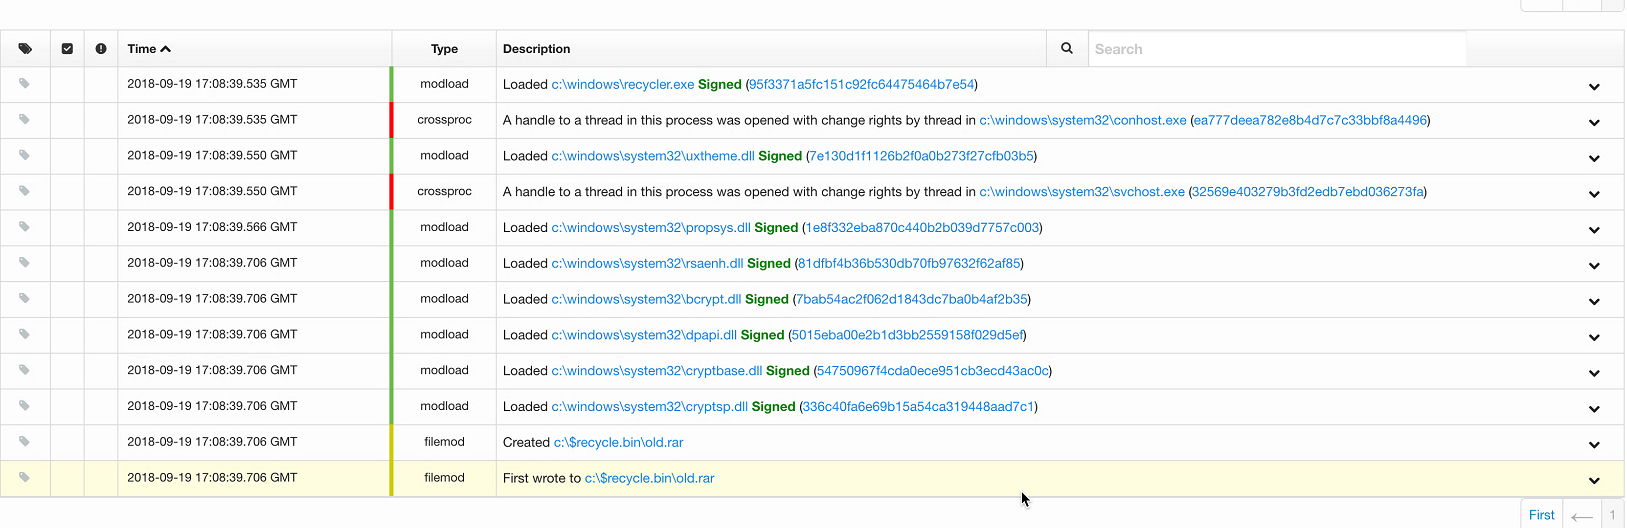 Time Type Description Search
2018-09-19 17:08:39.535 GMT modload Loaded c:\windows\recycler.exe Signed (95f3371a5fc151c92fc64475464b7e54)
2018-09-19 17:08:39.535 GMT crossproc A handle to a thread in this process was opened with change rights by thread in c:\windows\system32\conhost.exe (ea777deea782e8b4d7c7c33bbf8a4496)
2018-09-19 17:08:39.550 GMT modload Loaded c:\windows\system32\uxtheme.dll Signed (7e130d1f1126b2f0a0b273f27cfb03b5)
2018-09-19 17:08:39.550 GMT crossproc A handle to a thread in this process was opened with change rights by thread in c:\windows\system32\svchost.exe (32569e403279b3fd2edb7ebd036273fa)
2018-09-19 17:08:39.566 GMT modload Loaded c:\windows\system32\propsys.dll Signed (1e8f332eba870c440b2b039d7757c003)
2018-09-19 17:08:39.706 GMT modload Loaded c:\windows\system32\rsaenh.dll Signed (81dfbf4b36b530db70fb97632f62af85)
2018-09-19 17:08:39.706 GMT modload Loaded c:\windows\system32\bcrypt.dll Signed (7bab54ac2f062d1843dc7ba0b4af2b35)
2018-09-19 17:08:39.706 GMT modload Loaded c:\windows\system32\dpapi.dll Signed (5015eba00e2b1d3bb2559158f029d5ef)
2018-09-19 17:08:39.706 GMT modload Loaded c:\windows\system32\cryptbase.dll Signed (54750967f4cda0ece951cb3ecd43ac0c)
2018-09-19 17:08:39.706 GMT modload Loaded c:\windows\system32\cryptsp.dll Signed (336c40fa6e69b15a54ca319448aad7c1)
2018-09-19 17:08:39.706 GMT filemod Created c:\$recycle.bin\old.rar
2018-09-19 17:08:39.706 GMT filemod First wrote to c:\$recycle.bin\old.rar
First ← 1